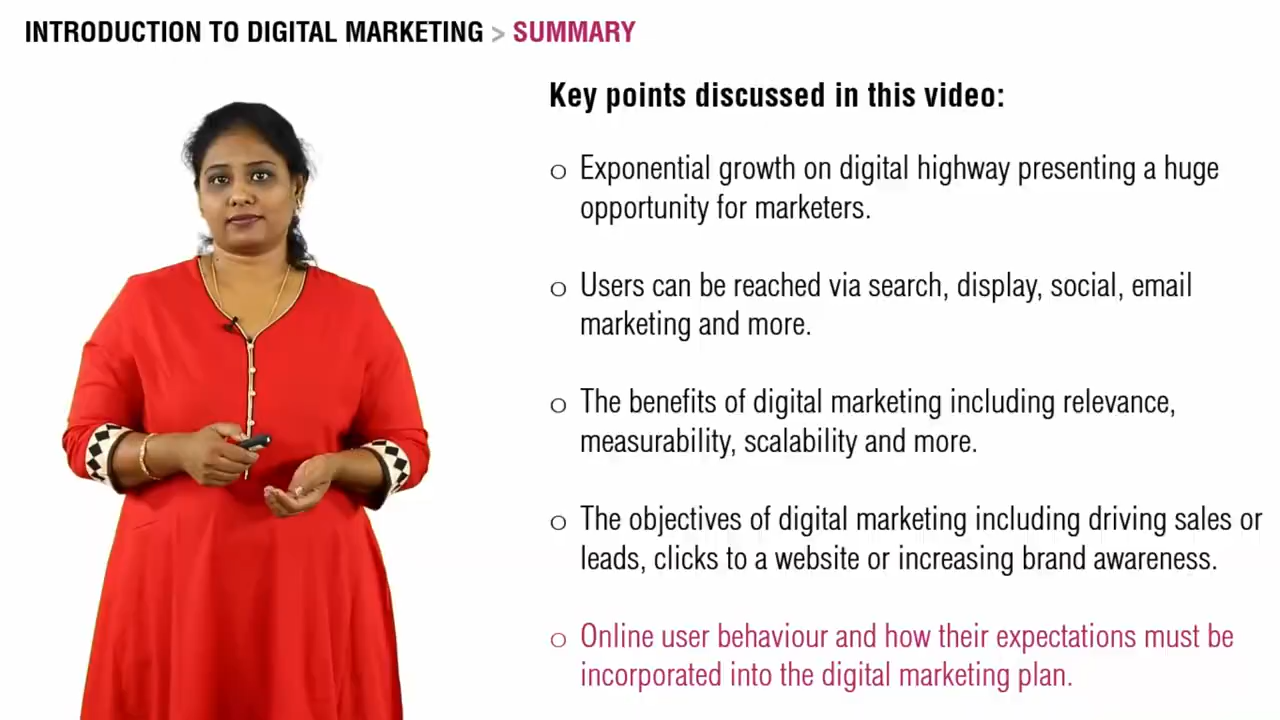 INTRODUCTION TO DIGITAL MARKETING > SUMMARY
Key points discussed in this video:
o Exponential growth on digital highway presenting a huge
opportunity for marketers.
o Users can be reached via search, display, social, email
marketing and more.
o The benefits of digital marketing including relevance,
measurability, scalability and more.
o The objectives of digital marketing including driving sales or
leads, clicks to a website or increasing brand awareness.
o Online user behaviour and how their expectations must be
incorporated into the digital marketing plan.